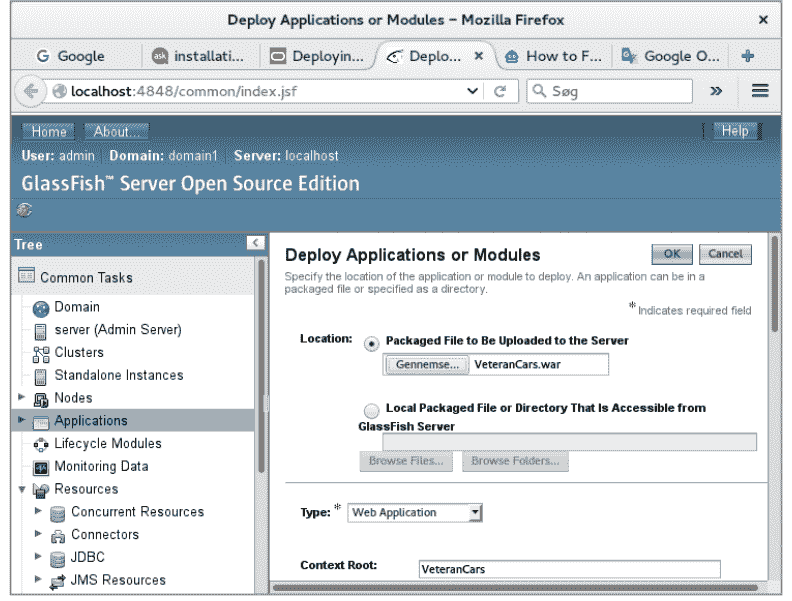 Deploy Applications or Modules – Mozilla Firefox ×
Google
ask installati...
Deployin...
Deplo... ×
How to F...
Google O...
localhost:4848/common/index.jsf
Søg
Home About...
Help
User: admin Domain: domain1 Server: localhost
GlassFish™ Server Open Source Edition
Tree
Common Tasks
Domain
server (Admin Server)
Clusters
Standalone Instances
Nodes
Applications
Lifecycle Modules
Monitoring Data
Resources
Concurrent Resources
Connectors
JDBC
JMS Resources
Deploy Applications or Modules
OK Cancel
Specify the location of the application or module to deploy. An application can be in a
packaged file or specified as a directory.
* Indicates required field
Location: Packaged File to Be Uploaded to the Server
Gennemse... VeteranCars.war
Local Packaged File or Directory That Is Accessible from
GlassFish Server
Browse Files... Browse Folders...
Type: * Web Application
Context Root: VeteranCars